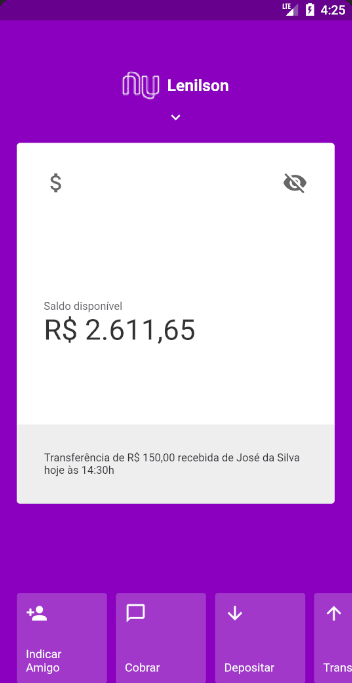 LTE 4:25
nu Lenilson
$
Saldo disponível
R$ 2.611,65
Transferência de R$ 150,00 recebida de José da Silva
hoje às 14:30h
Indicar
Amigo
Cobrar
Depositar
Trans